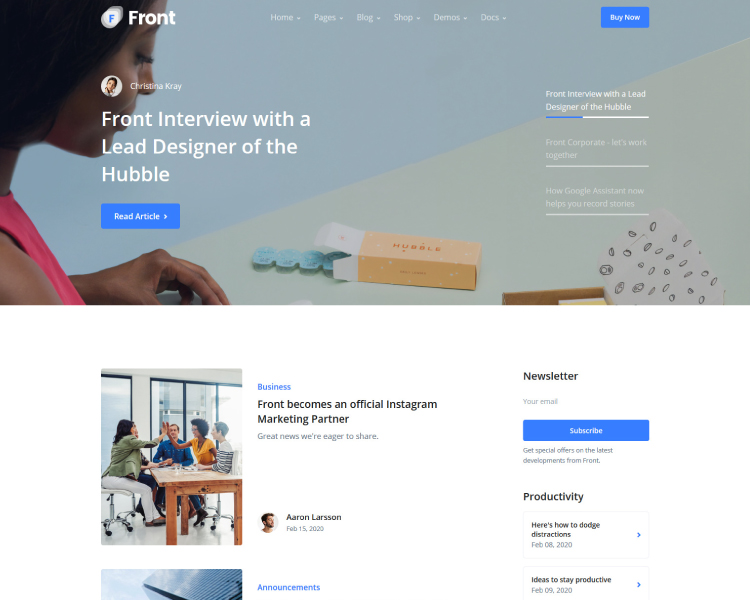 Front
Home
Pages
Blog
Shop
Demos
Docs
Buy Now
Christina Kray
Front Interview with a
Lead Designer of the
Hubble
Read Article
Front Interview with a Lead
Designer of the Hubble
Front Corporate - let's work
together
How Google Assistant now
helps you record stories
HUBBLE
Business
Front becomes an official Instagram
Marketing Partner
Great news we're eager to share.
Aaron Larsson
Feb 15, 2020
Announcements
Newsletter
Your email
Subscribe
Get special offers on the latest
developments from Front.
Productivity
Here's how to dodge
distractions
Feb 08, 2020
Ideas to stay productive
Feb 09, 2020